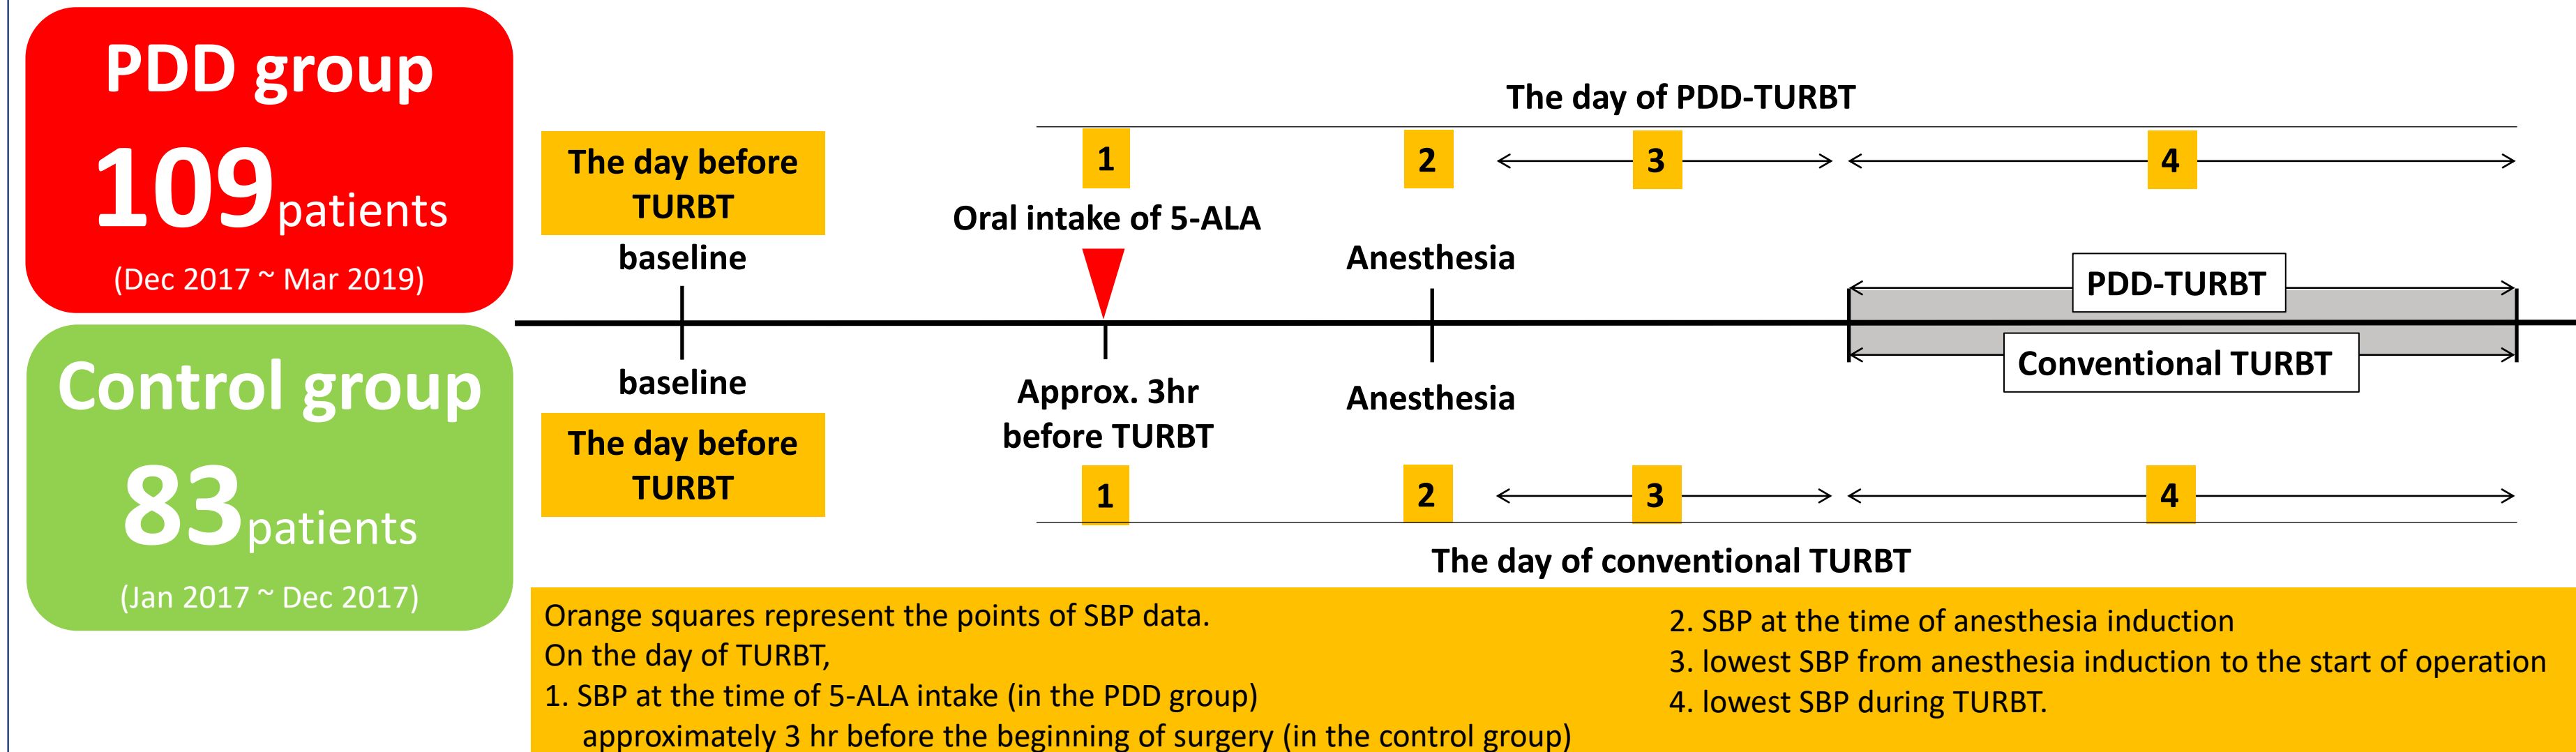 PDD group
109patients
(Dec 2017 ~ Mar 2019)
Control group
83patients
(Jan 2017 ~ Dec 2017)
The day of PDD-TURBT
The day before
TURBT
1
2
3
4
Oral intake of 5-ALA
baseline
Anesthesia
PDD-TURBT
Conventional TURBT
baseline
Approx. 3hr
before TURBT
Anesthesia
The day before
TURBT
1
2
3
4
The day of conventional TURBT
Orange squares represent the points of SBP data.
On the day of TURBT,
1. SBP at the time of 5-ALA intake (in the PDD group)
approximately 3 hr before the beginning of surgery (in the control group)
2. SBP at the time of anesthesia induction
3. lowest SBP from anesthesia induction to the start of operation
4. lowest SBP during TURBT.